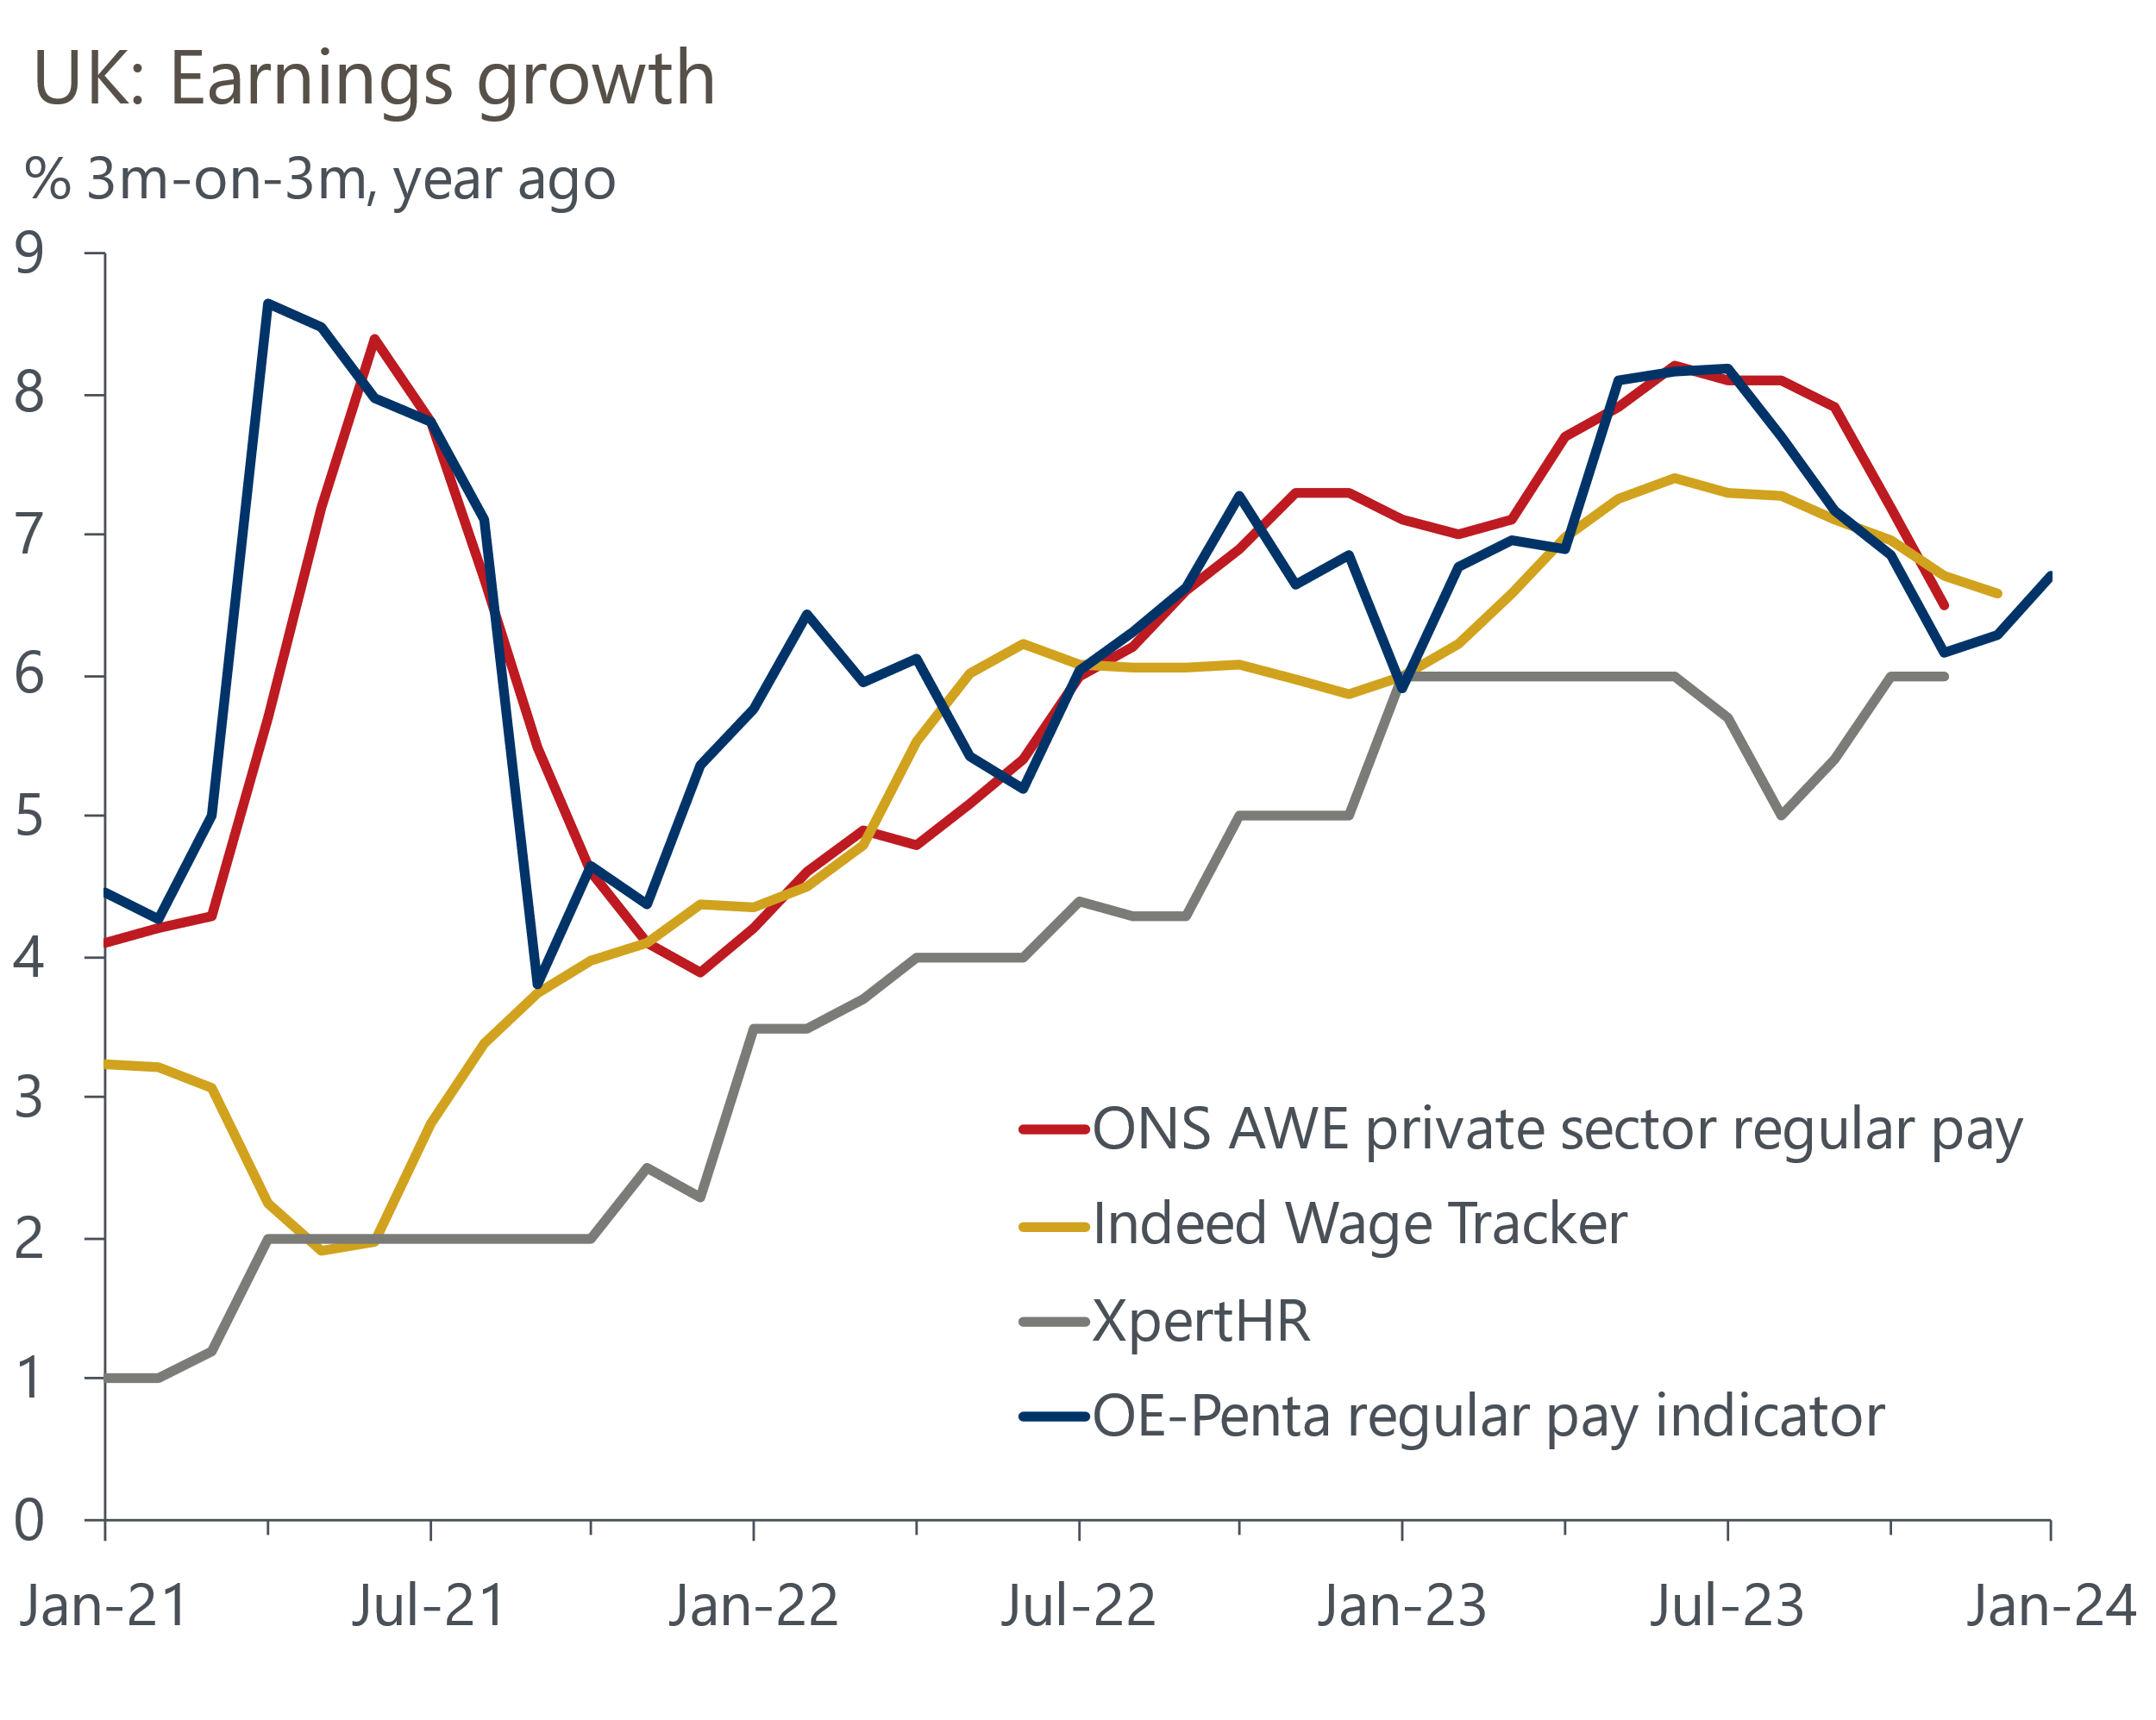 UK: Earnings growth
% 3m-on-3m, year ago
9
8
7
6
5
4
3
2
1
0
ONS AWE private sector regular pay
Indeed Wage Tracker
XpertHR
OE-Penta regular pay indicator
Jan-21 Jul-21 Jan-22 Jul-22 Jan-23 Jul-23 Jan-24